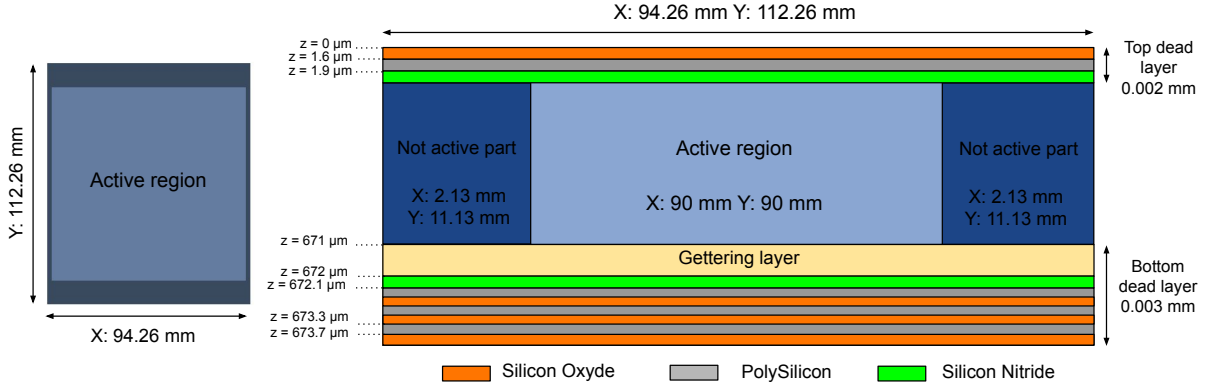 X: 94.26 mm Y: 112.26 mm
z = 0 µm
z = 1.6 µm
z = 1.9 µm
Top dead
layer
0.002 mm
Y: 112.26 mm
Active region
X: 94.26 mm
Not active part
X: 2.13 mm
Y: 11.13 mm
Active region
X: 90 mm Y: 90 mm
Not active part
X: 2.13 mm
Y: 11.13 mm
z = 671 µm
Gettering layer
z = 672 µm
z = 672.1 µm
z = 673.3 µm
z = 673.7 µm
Bottom
dead layer
0.003 mm
Silicon Oxyde
PolySilicon
Silicon Nitride